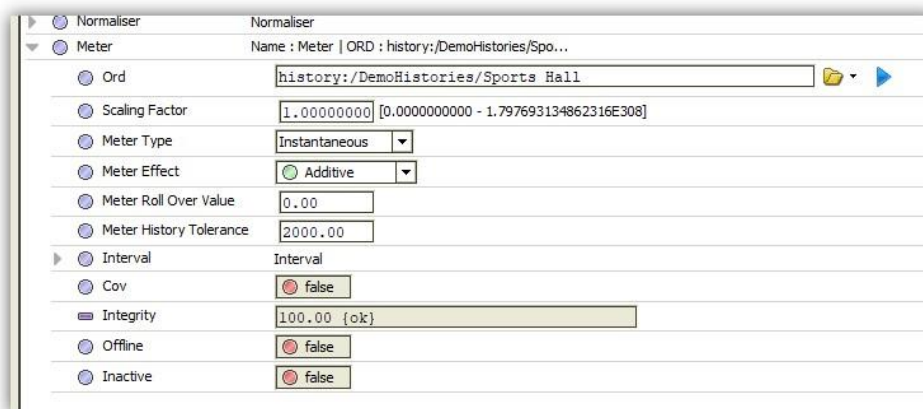 Normaliser Normaliser
Meter Name : Meter | ORD : history:/DemoHistories/Spo...
Ord history:/DemoHistories/Sports Hall
Scaling Factor 1.00000000 [0.0000000000 - 1.797693134862316E308]
Meter Type Instantaneous
Meter Effect Additive
Meter Roll Over Value 0.00
Meter History Tolerance 2000.00
Interval Interval
Cov false
Integrity 100.00 {ok}
Offline false
Inactive false